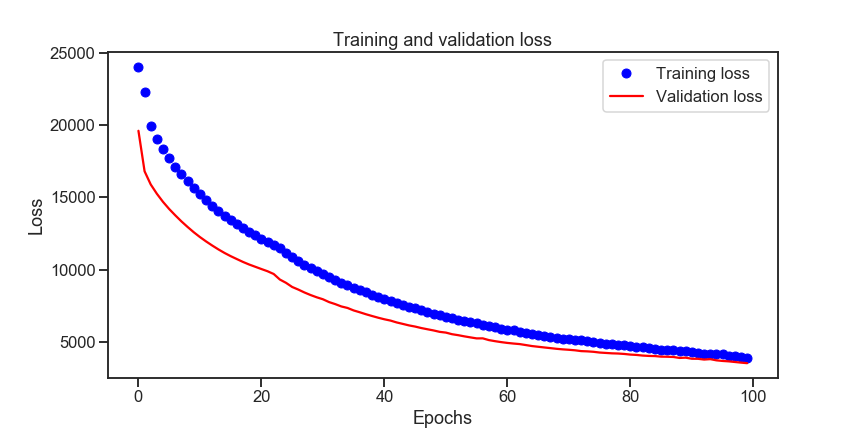 Training and validation loss
25000
20000
15000
10000
5000
Loss
Training loss
Validation loss
0
20
40
60
80
100
Epochs